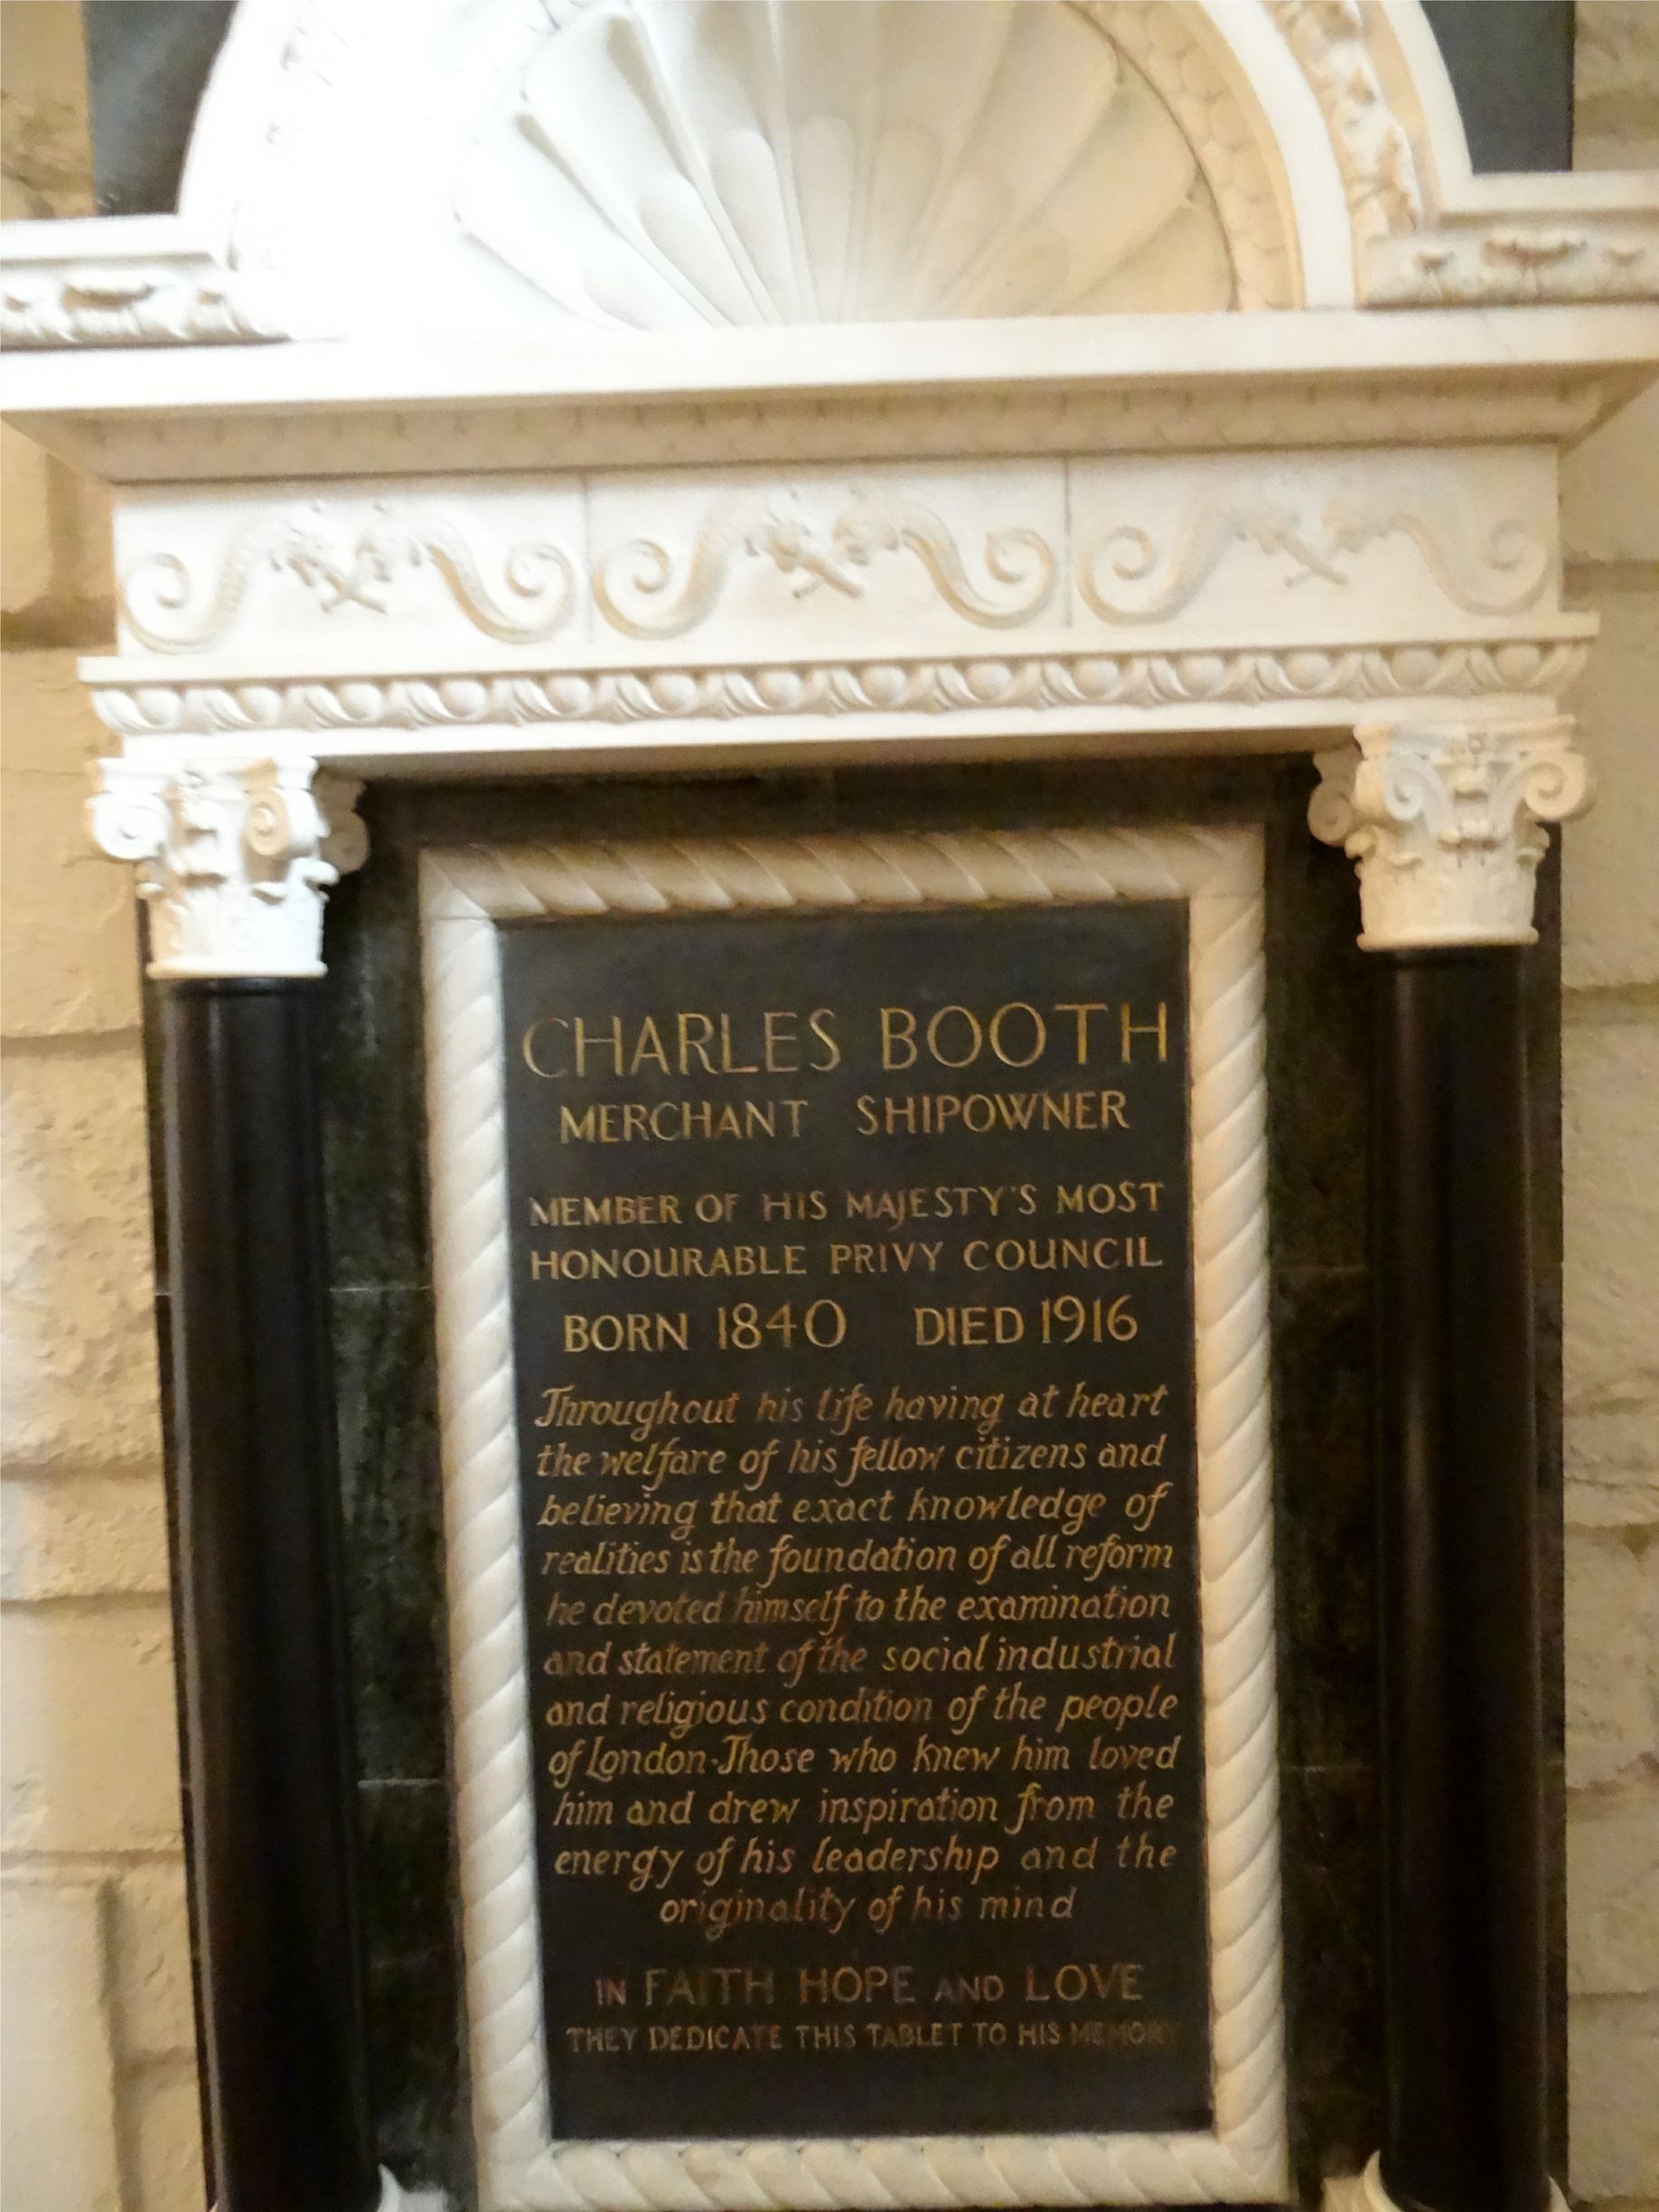 CHARLES BOOTH
MERCHANT SHIPOWNER
MEMBER OF HIS MAJESTY'S MOST
HONOURABLE PRIVY COUNCIL
BORN 1840 DIED 1916
Throughout his life having at heart
the welfare of his fellow citizens and
believing that exact knowledge of
realities is the foundation of all reform
he devoted himself to the examination
and statement of the social industrial
and religious condition of the people
of London·Those who knew him loved
him and drew inspiration from the
energy of his leadership and the
originality of his mind
IN FAITH HOPE AND LOVE
THEY DEDICATE THIS TABLET TO HIS MEMORY